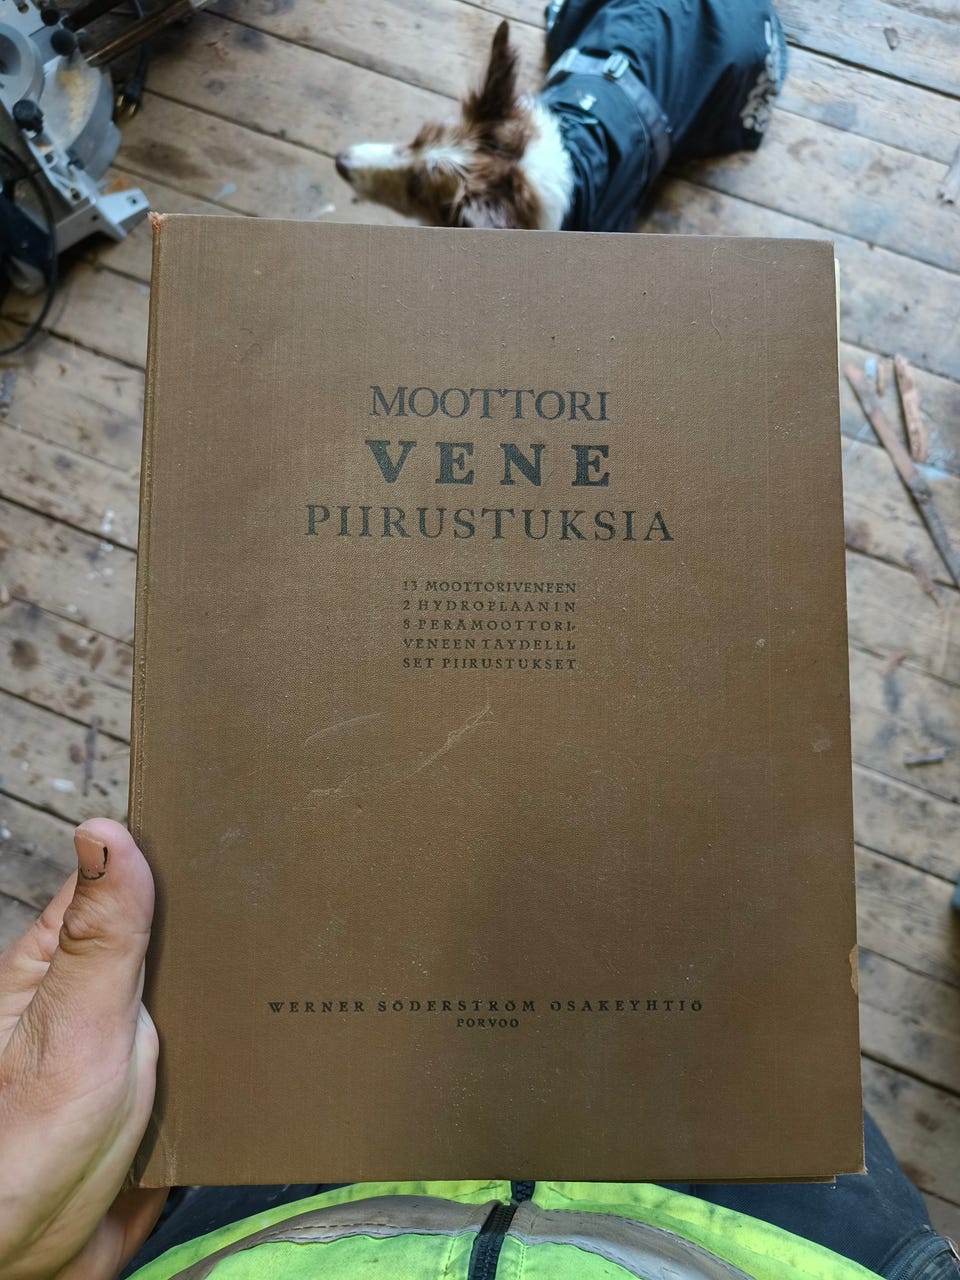 MOOTTORI
VENE
PIIRUSTUKSIA
13 MOOTTORIVENEEN
2 HYDROPLAANIN
8 PERÄMOOTTORI-
VENEEN TÄYDELLI-
SET PIIRUSTUKSET
WERNER SÖDERSTRÖM OSAKEYHTIÖ
PORVOO